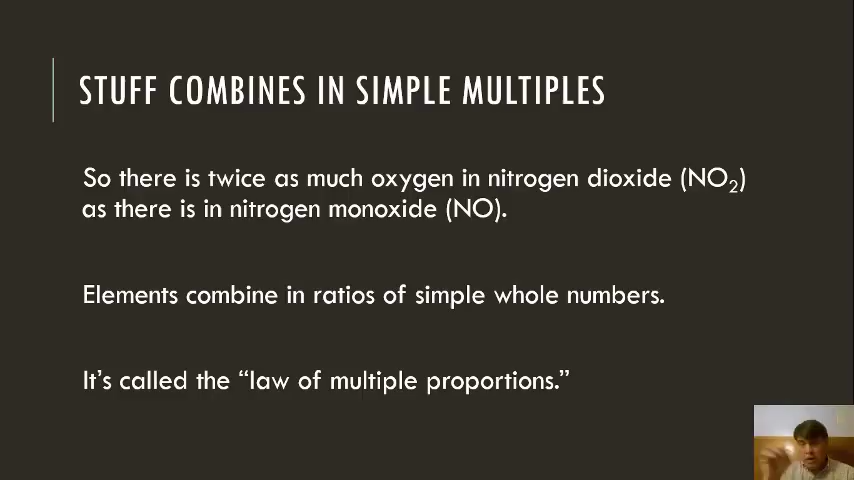 STUFF COMBINES IN SIMPLE MULTIPLES
So there is twice as much oxygen in nitrogen dioxide (NO₂)
as there is in nitrogen monoxide (NO).
Elements combine in ratios of simple whole numbers.
It’s called the “law of multiple proportions.”